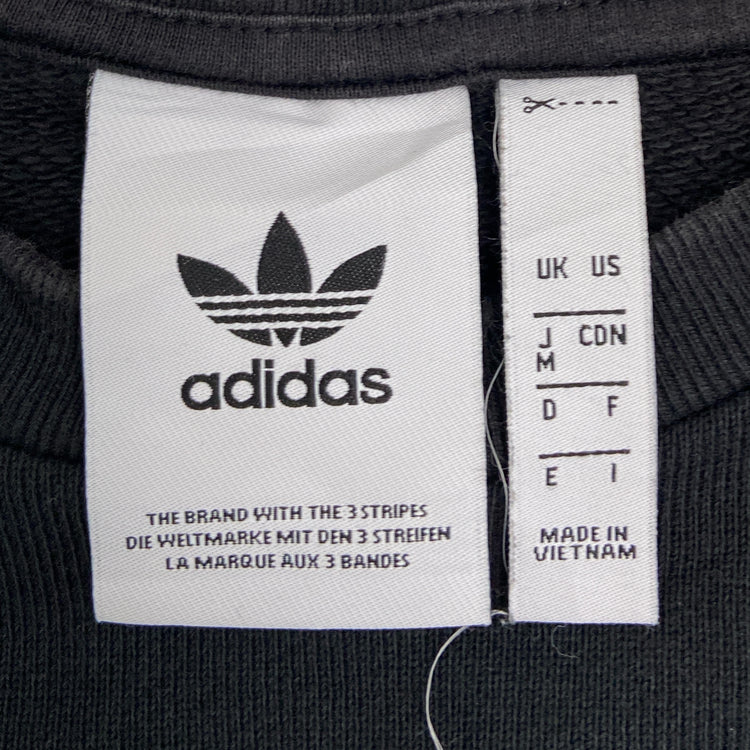 adidas
THE BRAND WITH THE 3 STRIPES
DIE WELTMARKE MIT DEN 3 STREIFEN
LA MARQUE AUX 3 BANDES
UK US
J CDN
M
D F
E I
MADE IN
VIETNAM